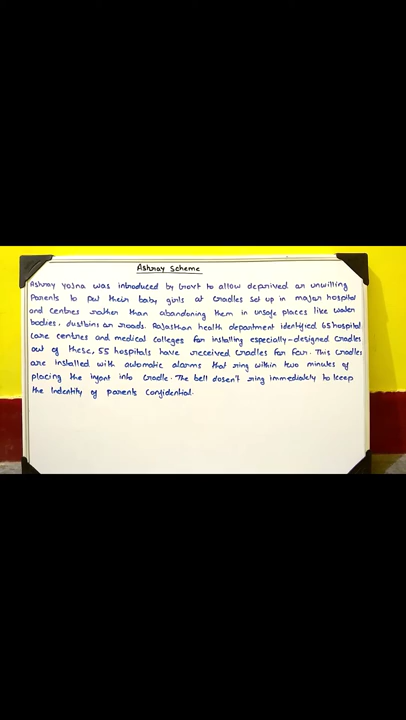 Ashray Scheme
Ashray yojna was introduced by Govt to allow deprived an unwilling
Parents to put their baby girls at cradles set up in major hospital
and centres rather than abandoning them in unsafe places like water
bodies, dustbins an roads. Rajasthan health department identified 65 hospital
care centres and medical colleges for installing especially-designed cradles
out of these, 55 hospitals have received cradles for far. This cradles
are installed with automatic alarms that ring within two minutes of
placing the infant into cradle. The bell dosen't ring immediately to keep
the Indentity of parents confidential.